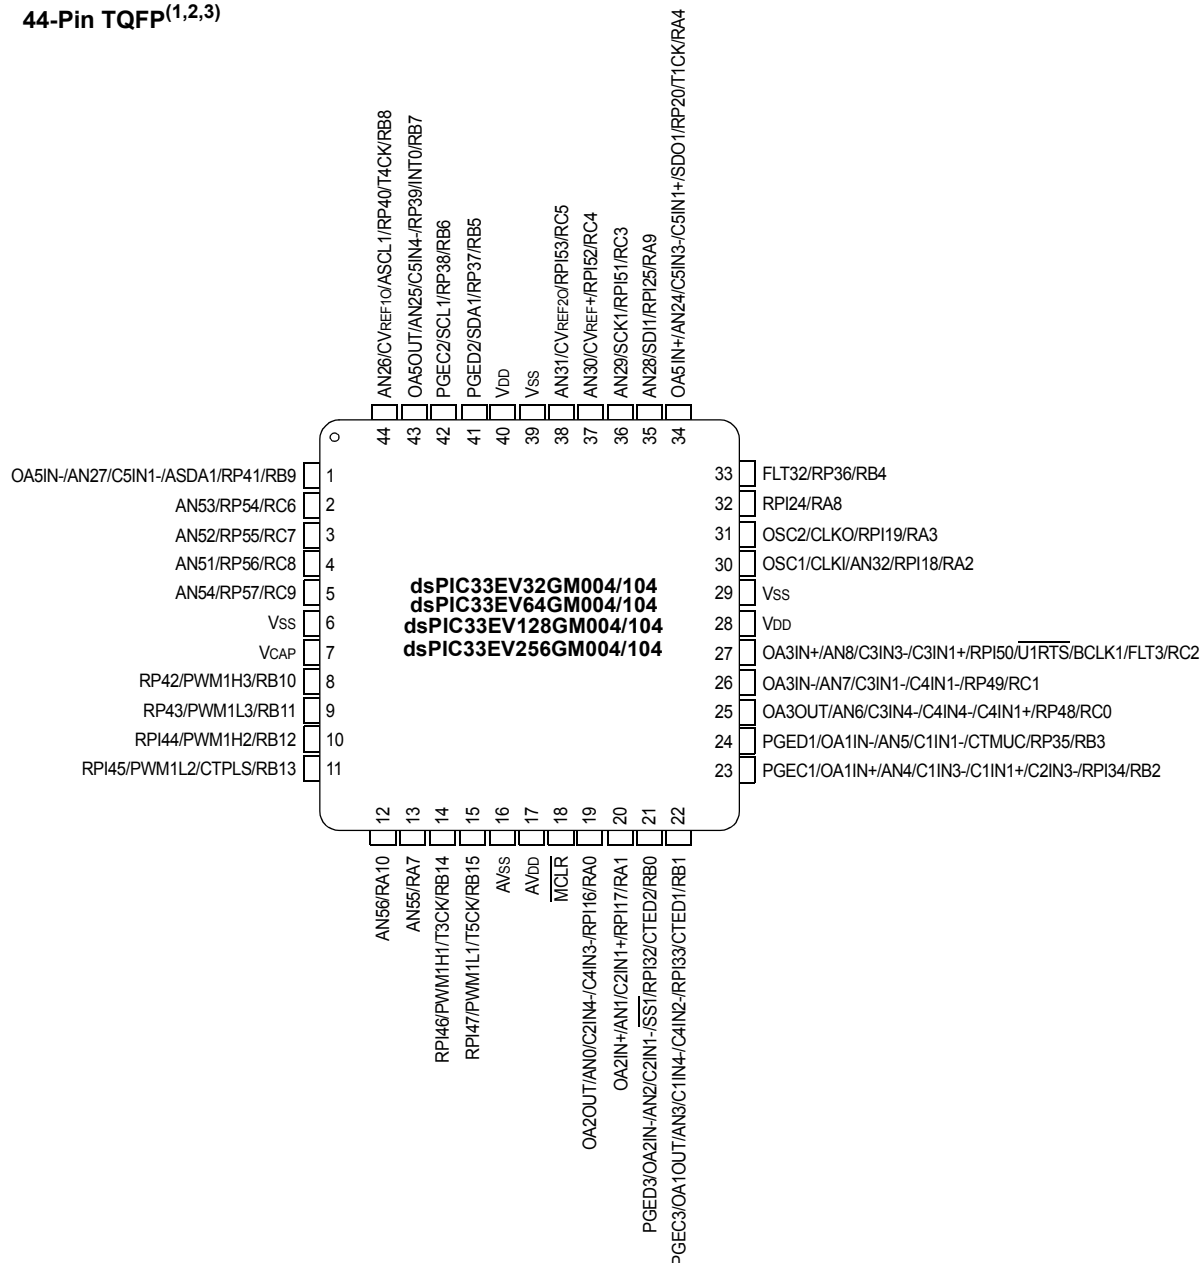 44-Pin TQFP(1,2,3)
AN26/CVREF1O/ASCL1/RP40/T4CK/RB8
OA5OUT/AN25/C5IN4-/RP39/INT0/RB7
PGEC2/SCL1/RP38/RB6
PGED2/SDA1/RP37/RB5
VDD
VSS
AN31/CVREF2O/RPI53/RC5
AN30/CVREF+/RPI52/RC4
AN29/SCK1/RPI51/RC3
AN28/SDI1/RPI25/RA9
OA5IN+/AN24/C5IN3-/C5IN1+/SDO1/RP20/T1CK/RA4
44 43 42 41 40 39 38 37 36 35 34
OA5IN-/AN27/C5IN1-/ASDA1/RP41/RB9 1
AN53/RP54/RC6 2
AN52/RP55/RC7 3
AN51/RP56/RC8 4
AN54/RP57/RC9 5
VSS 6
VCAP 7
RP42/PWM1H3/RB10 8
RP43/PWM1L3/RB11 9
RPI44/PWM1H2/RB12 10
RPI45/PWM1L2/CTPLS/RB13 11
dsPIC33EV32GM004/104
dsPIC33EV64GM004/104
dsPIC33EV128GM004/104
dsPIC33EV256GM004/104
33 FLT32/RP36/RB4
32 RPI24/RA8
31 OSC2/CLKO/RPI19/RA3
30 OSC1/CLKI/AN32/RPI18/RA2
29 VSS
28 VDD
27 OA3IN+/AN8/C3IN3-/C3IN1+/RPI50/U1RTS/BCLK1/FLT3/RC2
26 OA3IN-/AN7/C3IN1-/C4IN1-/RP49/RC1
25 OA3OUT/AN6/C3IN4-/C4IN4-/C4IN1+/RP48/RC0
24 PGED1/OA1IN-/AN5/C1IN1-/CTMUC/RP35/RB3
23 PGEC1/OA1IN+/AN4/C1IN3-/C1IN1+/C2IN3-/RPI34/RB2
12 13 14 15 16 17 18 19 20 21 22
AN56/RA10
AN55/RA7
RPI46/PWM1H1/T3CK/RB14
RPI47/PWM1L1/T5CK/RB15
AVSS
AVDD
MCLR
OA2OUT/AN0/C2IN4-/C4IN3-/RPI16/RA0
OA2IN+/AN1/C2IN1+/RPI17/RA1
PGED3/OA2IN-/AN2/C2IN1-/SS1/RPI32/CTED2/RB0
PGEC3/OA1OUT/AN3/C1IN4-/C4IN2-/RPI33/CTED1/RB1